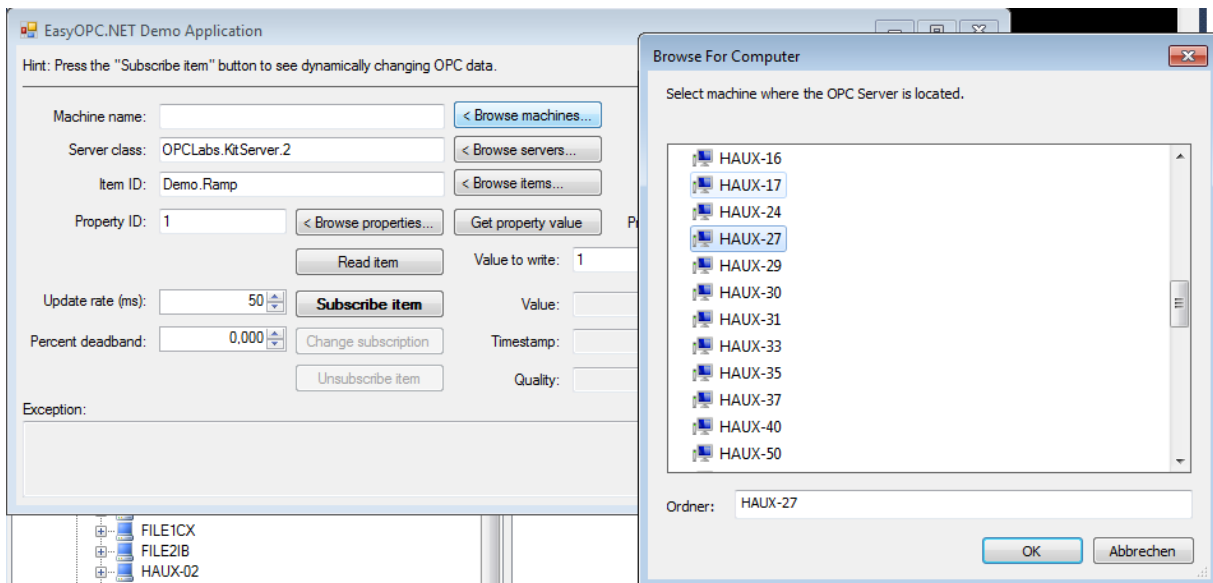 EasyOPC.NET Demo Application
Hint: Press the "Subscribe item" button to see dynamically changing OPC data.
Machine name:
< Browse machines...
Server class:
OPCLabs.KitServer.2
< Browse servers...
Item ID:
Demo.Ramp
< Browse items...
Property ID:
1
< Browse properties...
Get property value
Read item
Value to write:
1
Update rate (ms):
50
Subscribe item
Value:
Percent deadband:
0,000
Change subscription
Timestamp:
Unsubscribe item
Quality:
Exception:
FILE1CX
FILE2IB
HAUX-02
Browse For Computer
Select machine where the OPC Server is located.
HAUX-16
HAUX-17
HAUX-24
HAUX-27
HAUX-29
HAUX-30
HAUX-31
HAUX-33
HAUX-35
HAUX-37
HAUX-40
HAUX-50
Ordner:
HAUX-27
OK
Abbrechen